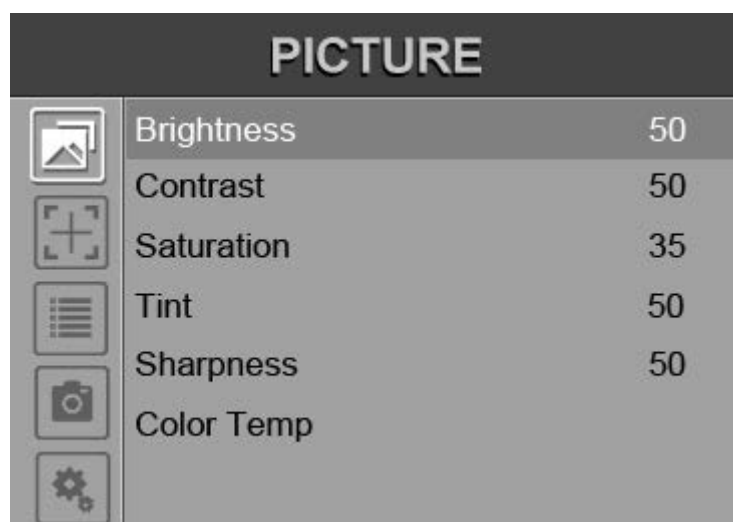 PICTURE
Brightness 50
Contrast 50
Saturation 35
Tint 50
Sharpness 50
Color Temp